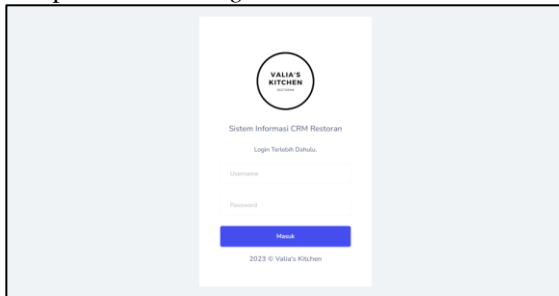 VALIA'S
KITCHEN
Sistem Informasi CRM Restoran
Login Terlebih Dahulu.
Username
Password
Masuk
2023 © Valia's Kitchen